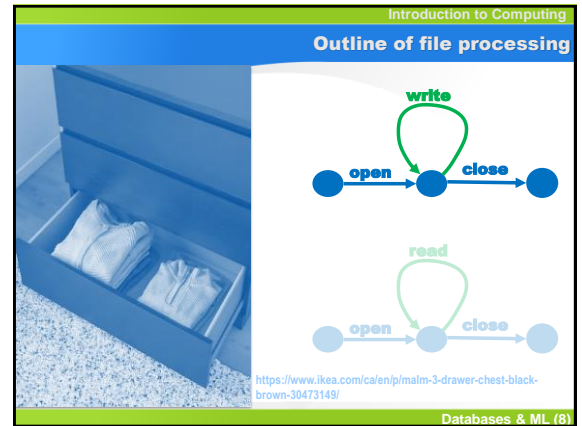 Introduction to Computing
Outline of file processing
write
open
close
read
open
close
https://www.ikea.com/ca/en/p/malm-3-drawer-chest-black-
brown-30473149/
Databases & ML (8)